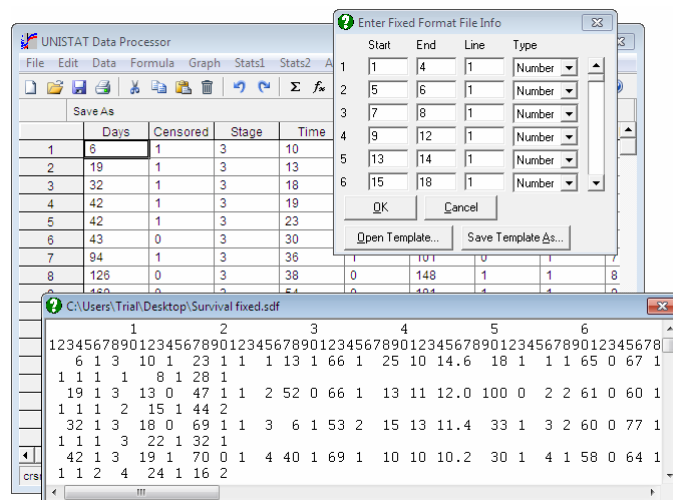 Enter Fixed Format File Info
Start End Line Type
1 1 4 1 Number
2 5 6 1 Number
3 7 8 1 Number
4 9 12 1 Number
5 13 14 1 Number
6 15 18 1 Number
OK Cancel
Open Template... Save Template As...
UNISTAT Data Processor
File Edit Data Formula Graph Stats1 Stats2
Save As
Days Censored Stage Time
1 6 1 3 10
2 19 1 3 13
3 32 1 3 18
4 42 1 3 19
5 42 1 3 23
6 43 0 3 30
7 94 1 3 36
8 126 0 3 38 0 148 1 1 8
C:\Users\Trial\Desktop\Survival fixed.sdf
1 2 3 4 5 6
12345678901234567890123456789012345678901234567890123456789012345678
6 1 3 10 1 23 1 1 1 13 1 66 1 25 10 14.6 18 1 1 1 65 0 67 1
1 1 1 1 8 1 28 1
19 1 3 13 0 47 1 1 2 52 0 66 1 13 11 12.0 100 0 2 2 61 0 60 1
1 1 1 2 15 1 44 2
32 1 3 18 0 69 1 1 3 6 1 53 2 15 13 11.4 33 1 3 2 60 0 77 1
1 1 1 3 22 1 32 1
42 1 3 19 1 70 0 1 4 40 1 69 1 10 10 10.2 30 1 4 1 58 0 64 1
1 1 2 4 24 1 16 2